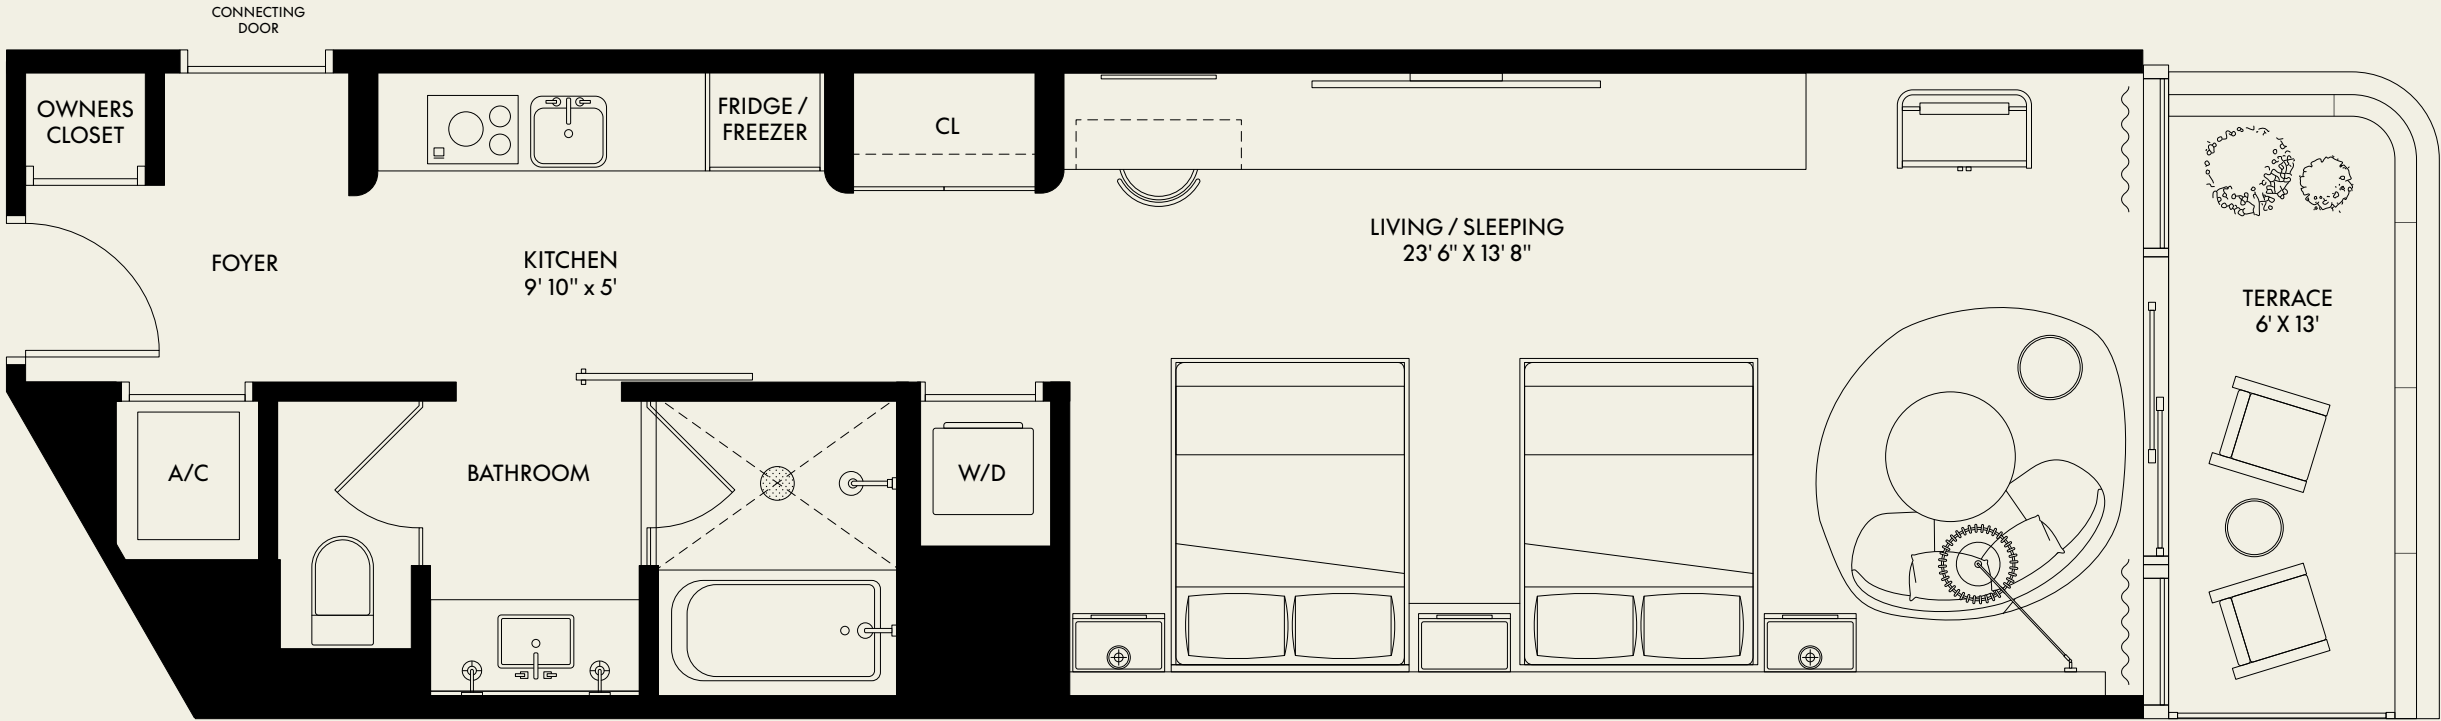 CONNECTING
DOOR
OWNERS
CLOSET
FRIDGE /
FREEZER
CL
FOYER
KITCHEN
9' 10" x 5'
LIVING / SLEEPING
23' 6" X 13' 8"
TERRACE
6' X 13'
A/C
BATHROOM
W/D